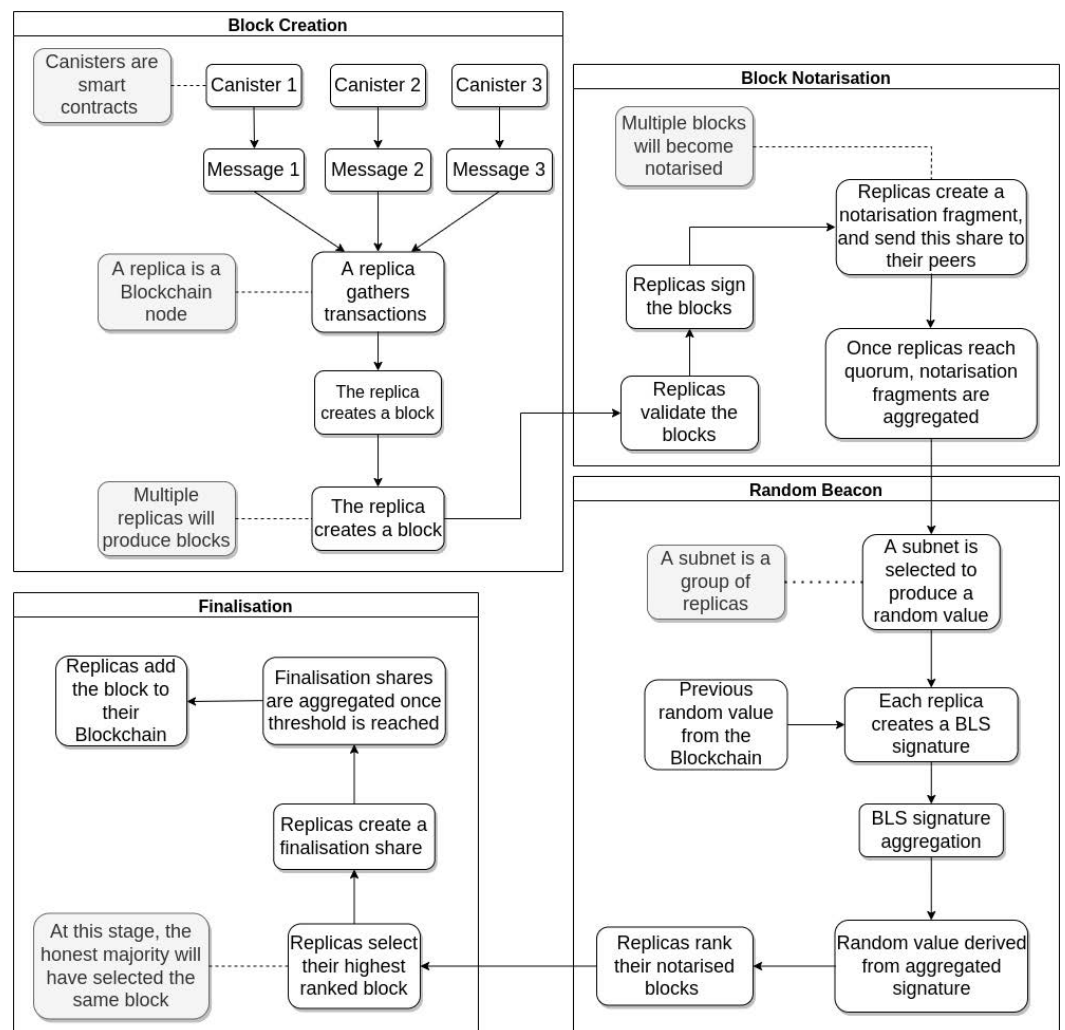 Block Creation
Canisters are
smart
contracts
Canister 1
Canister 2
Canister 3
Message 1
Message 2
Message 3
A replica is a
Blockchain
node
A replica
gathers
transactions
The replica
creates a block
Multiple
replicas will
produce blocks
The replica
creates a block
Block Notarisation
Multiple blocks
will become
notarised
Replicas create a
notarisation fragment,
and send this share to
their peers
Replicas sign
the blocks
Replicas
validate the
blocks
Once replicas reach
quorum, notarisation
fragments are
aggregated
Random Beacon
A subnet is a
group of
replicas
A subnet is
selected to
produce a
random value
Previous
random value
from the
Blockchain
Each replica
creates a BLS
signature
BLS signature
aggregation
Random value derived
from aggregated
signature
Replicas rank
their notarised
blocks
Finalisation
Replicas add
the block to
their
Blockchain
Finalisation shares
are aggregated once
threshold is reached
Replicas create a
finalisation share
At this stage, the
honest majority will
have selected the
same block
Replicas select
their highest
ranked block